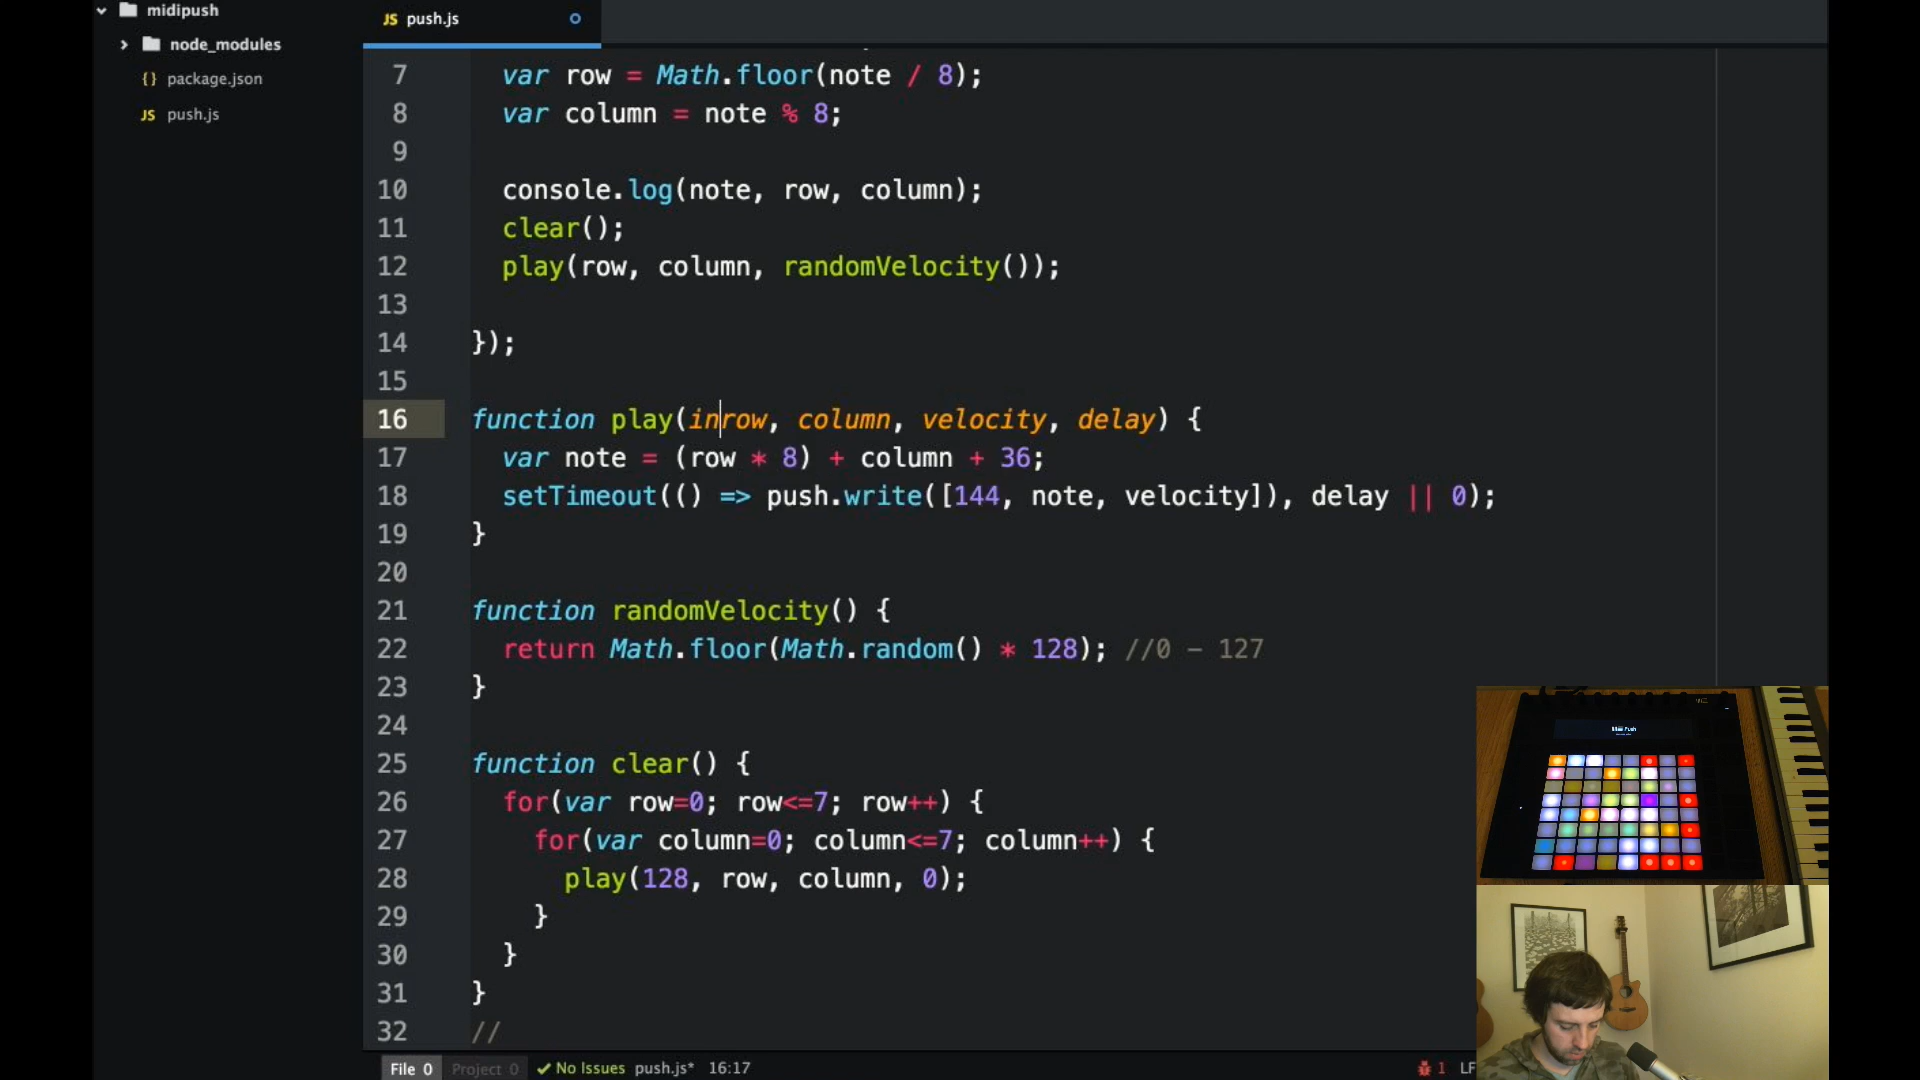 midipush
node_modules
package.json
push.js
push.js
7 var row = Math.floor(note / 8);
8 var column = note % 8;
9
10 console.log(note, row, column);
11 clear();
12 play(row, column, randomVelocity());
13
14 });
15
16 function play(inrow, column, velocity, delay) {
17 var note = (row * 8) + column + 36;
18 setTimeout(() => push.write([144, note, velocity]), delay || 0);
19 }
20
21 function randomVelocity() {
22 return Math.floor(Math.random() * 128); //0 – 127
23 }
24
25 function clear() {
26 for(var row=0; row<=7; row++) {
27 for(var column=0; column<=7; column++) {
28 play(128, row, column, 0);
29 }
30 }
31 }
32 //
File 0 Project 0 No Issues push.js* 16:17 1 LF